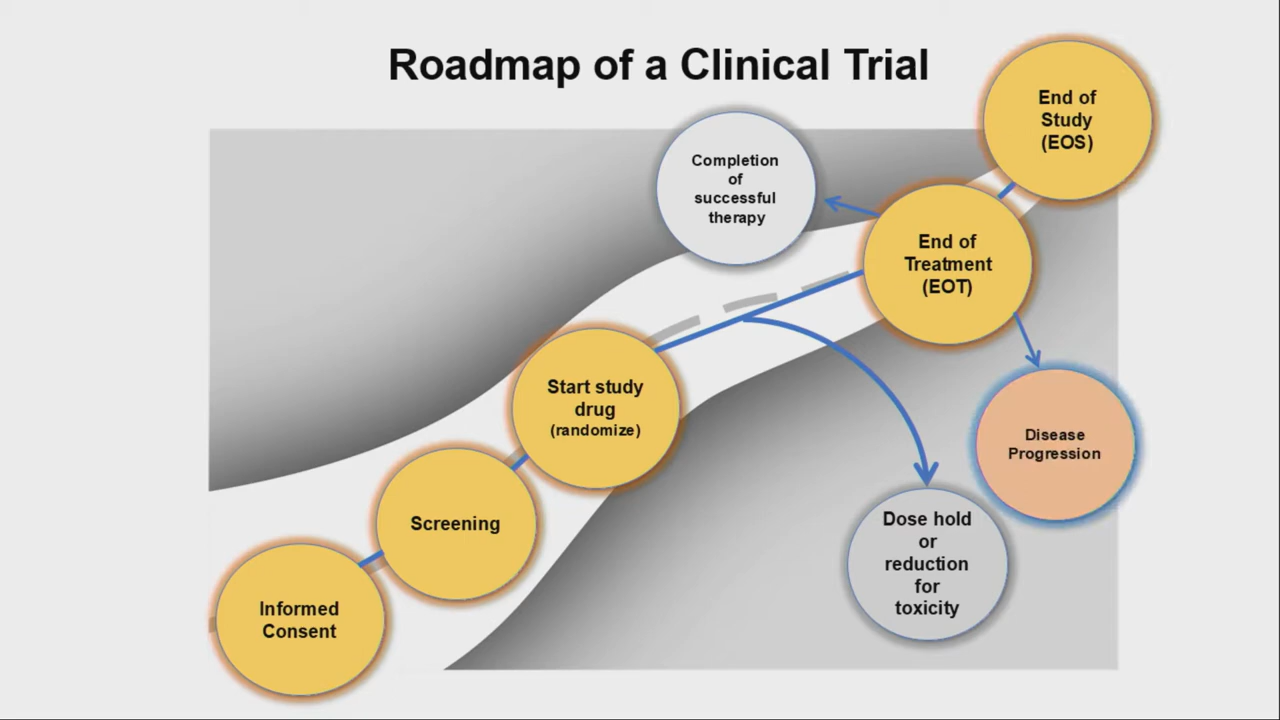 Roadmap of a Clinical Trial
End of
Study
(EOS)
Completion
of
successful
therapy
End of
Treatment
(EOT)
Start study
drug
(randomize)
Disease
Progression
Screening
Dose hold
or
reduction
for
toxicity
Informed
Consent